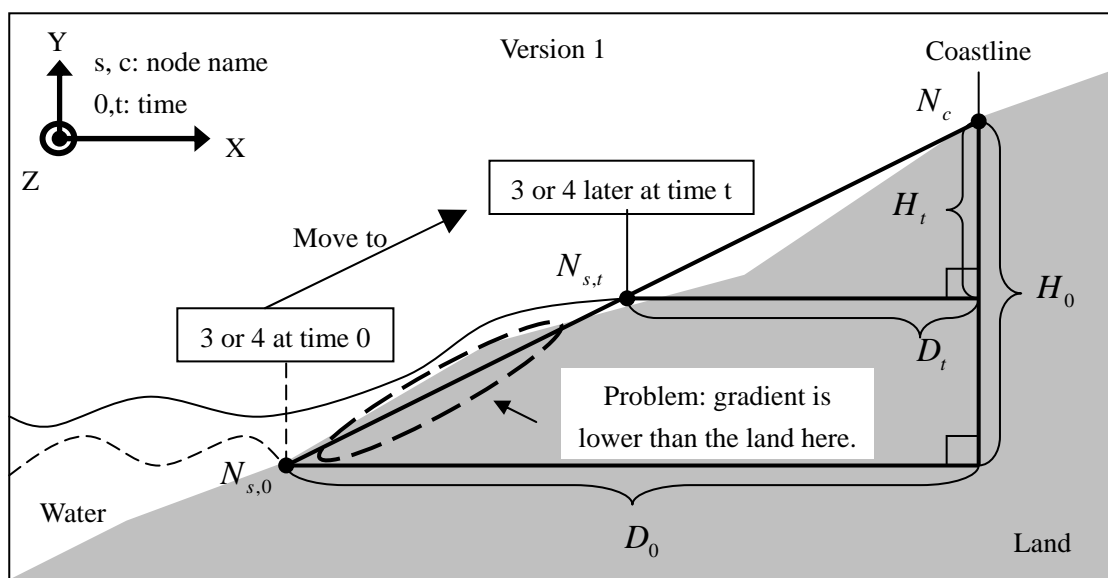 Version 1
Coastline
Y
s, c: node name
0,t: time
X
Z
N_c
3 or 4 later at time t
H_t
Move to
N_{s,t}
H_0
3 or 4 at time 0
D_t
Problem: gradient is
lower than the land here.
N_{s,0}
Water
D_0
Land